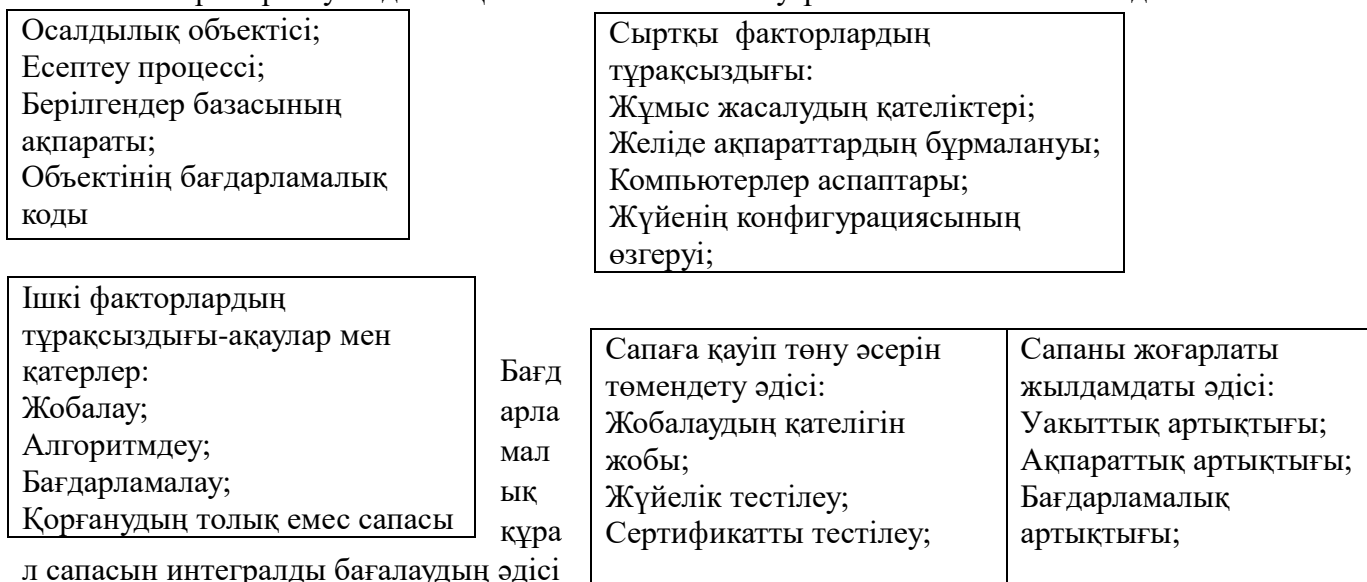 Осалдылық объектісі;
Есептеу процессі;
Берілгендер базасының
ақпараты;
Объектінің бағдарламалық
коды
Сыртқы факторлардың
тұрақсыздығы:
Жұмыс жасалудың қателіктері;
Желіде ақпараттардың бұрмалануы;
Компьютерлер аспаптары;
Жүйенің конфигурациясының
өзгеруі;
Ішкі факторлардың
тұрақсыздығы-ақаулар мен
қатерлер:
Жобалау;
Алгоритмдеу;
Бағдарламалау;
Қорғанудың толық емес сапасы
Бағд
арла
мал
ық
құра
л сапасын интегралды бағалаудың әдісі
Сапаға қауіп төну әсерін
төмендету әдісі:
Жобалаудың қателігін
жобы;
Жүйелік тестілеу;
Сертификатты тестілеу;
Сапаны жоғарлаты
жылдамдаты әдісі:
Уакыттық артықтығы;
Ақпараттық артықтығы;
Бағдарламалық
артықтығы;